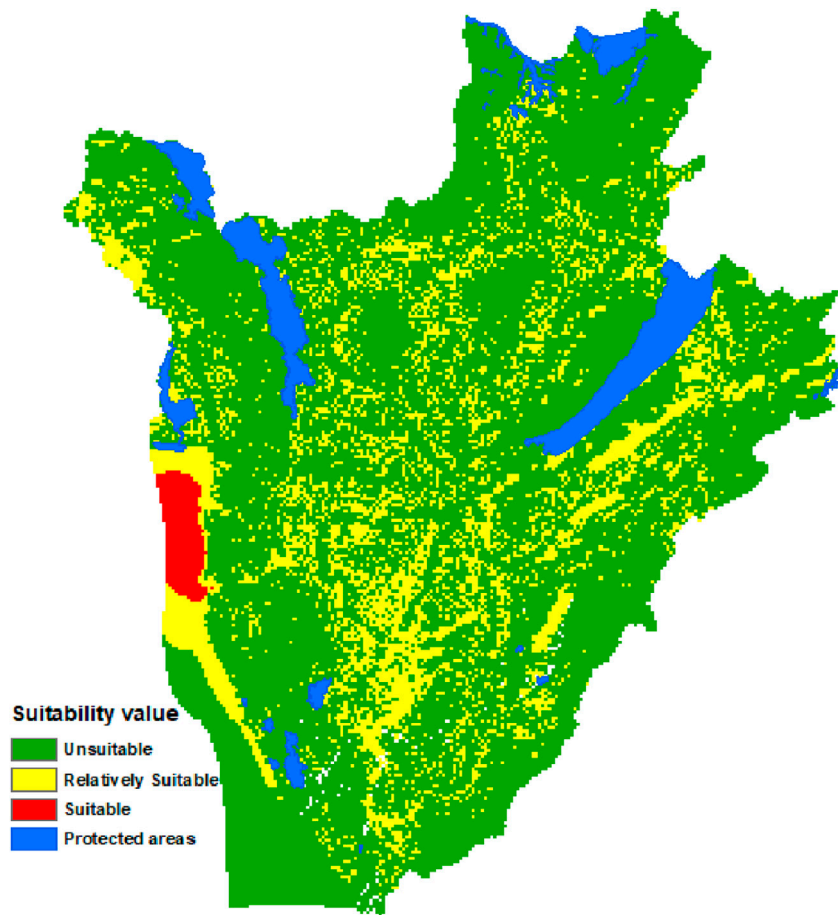 Suitability value
Unsuitable
Relatively Suitable
Suitable
Protected areas